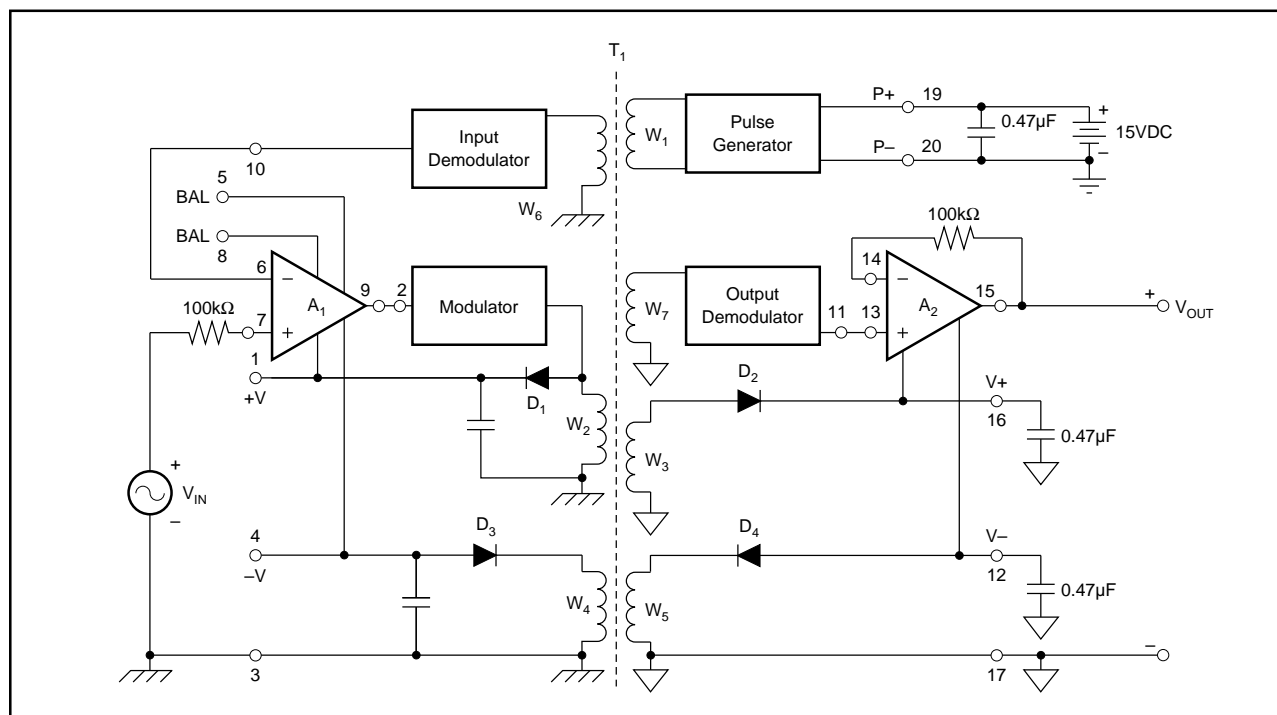 T1
P+ 19
Input Demodulator
W1
Pulse Generator
0.47µF
+
15VDC
–
P– 20
10
5
BAL
W6
BAL
8
100kΩ
14
6
–
A1
9
2
Modulator
W7
Output Demodulator
11
13
–
A2
+
15
+
VOUT
100kΩ
7
+
1
+V
D1
W2
D2
V+
16
0.47µF
W3
+
VIN
–
4
–V
D3
W4
D4
W5
V–
12
0.47µF
3
17
–